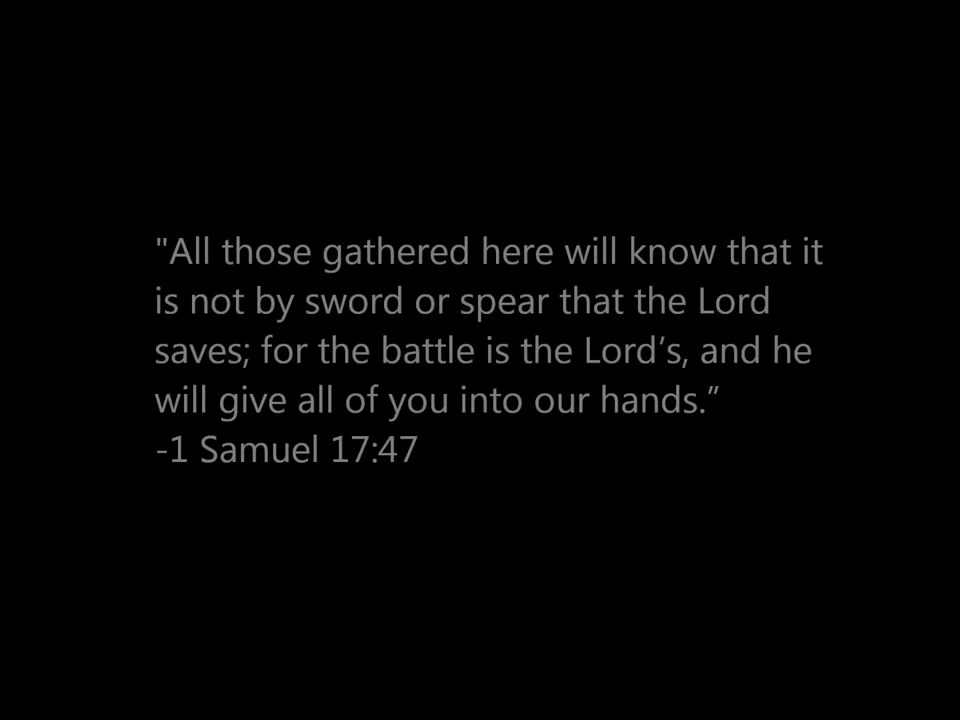 "All those gathered here will know that it
is not by sword or spear that the Lord
saves; for the battle is the Lord’s, and he
will give all of you into our hands.”
-1 Samuel 17:47